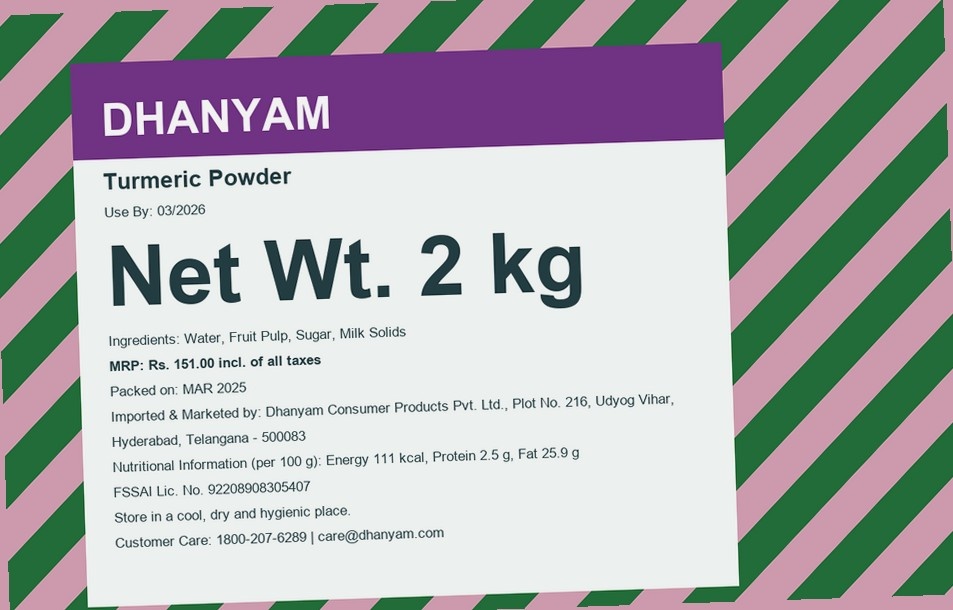 DHANYAM
Turmeric Powder
Use By: 03/2026
Net Wt. 2 kg
Ingredients: Water, Fruit Pulp, Sugar, Milk Solids
MRP: Rs. 151.00 incl. of all taxes
Packed on: MAR 2025
Imported & Marketed by: Dhanyam Consumer Products Pvt. Ltd., Plot No. 216, Udyog Vihar,
Hyderabad, Telangana - 500083
Nutritional Information (per 100 g): Energy 111 kcal, Protein 2.5 g, Fat 25.9 g
FSSAI Lic. No. 92208908305407
Store in a cool, dry and hygienic place.
Customer Care: 1800-207-6289 | care@dhanyam.com